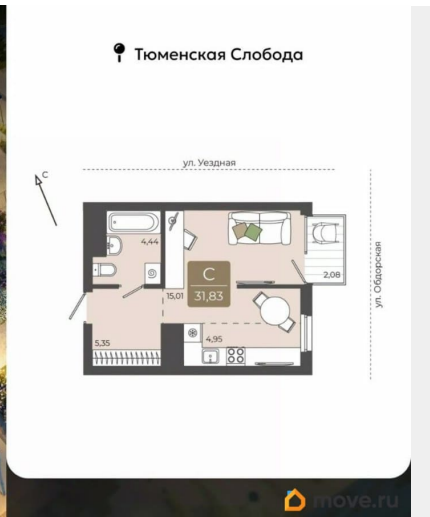 Тюменская Слобода
ул. Уездная
С
4,44
С
31,83
15,01
2,08
ул. Обдорская
5,35
4,95
move.ru